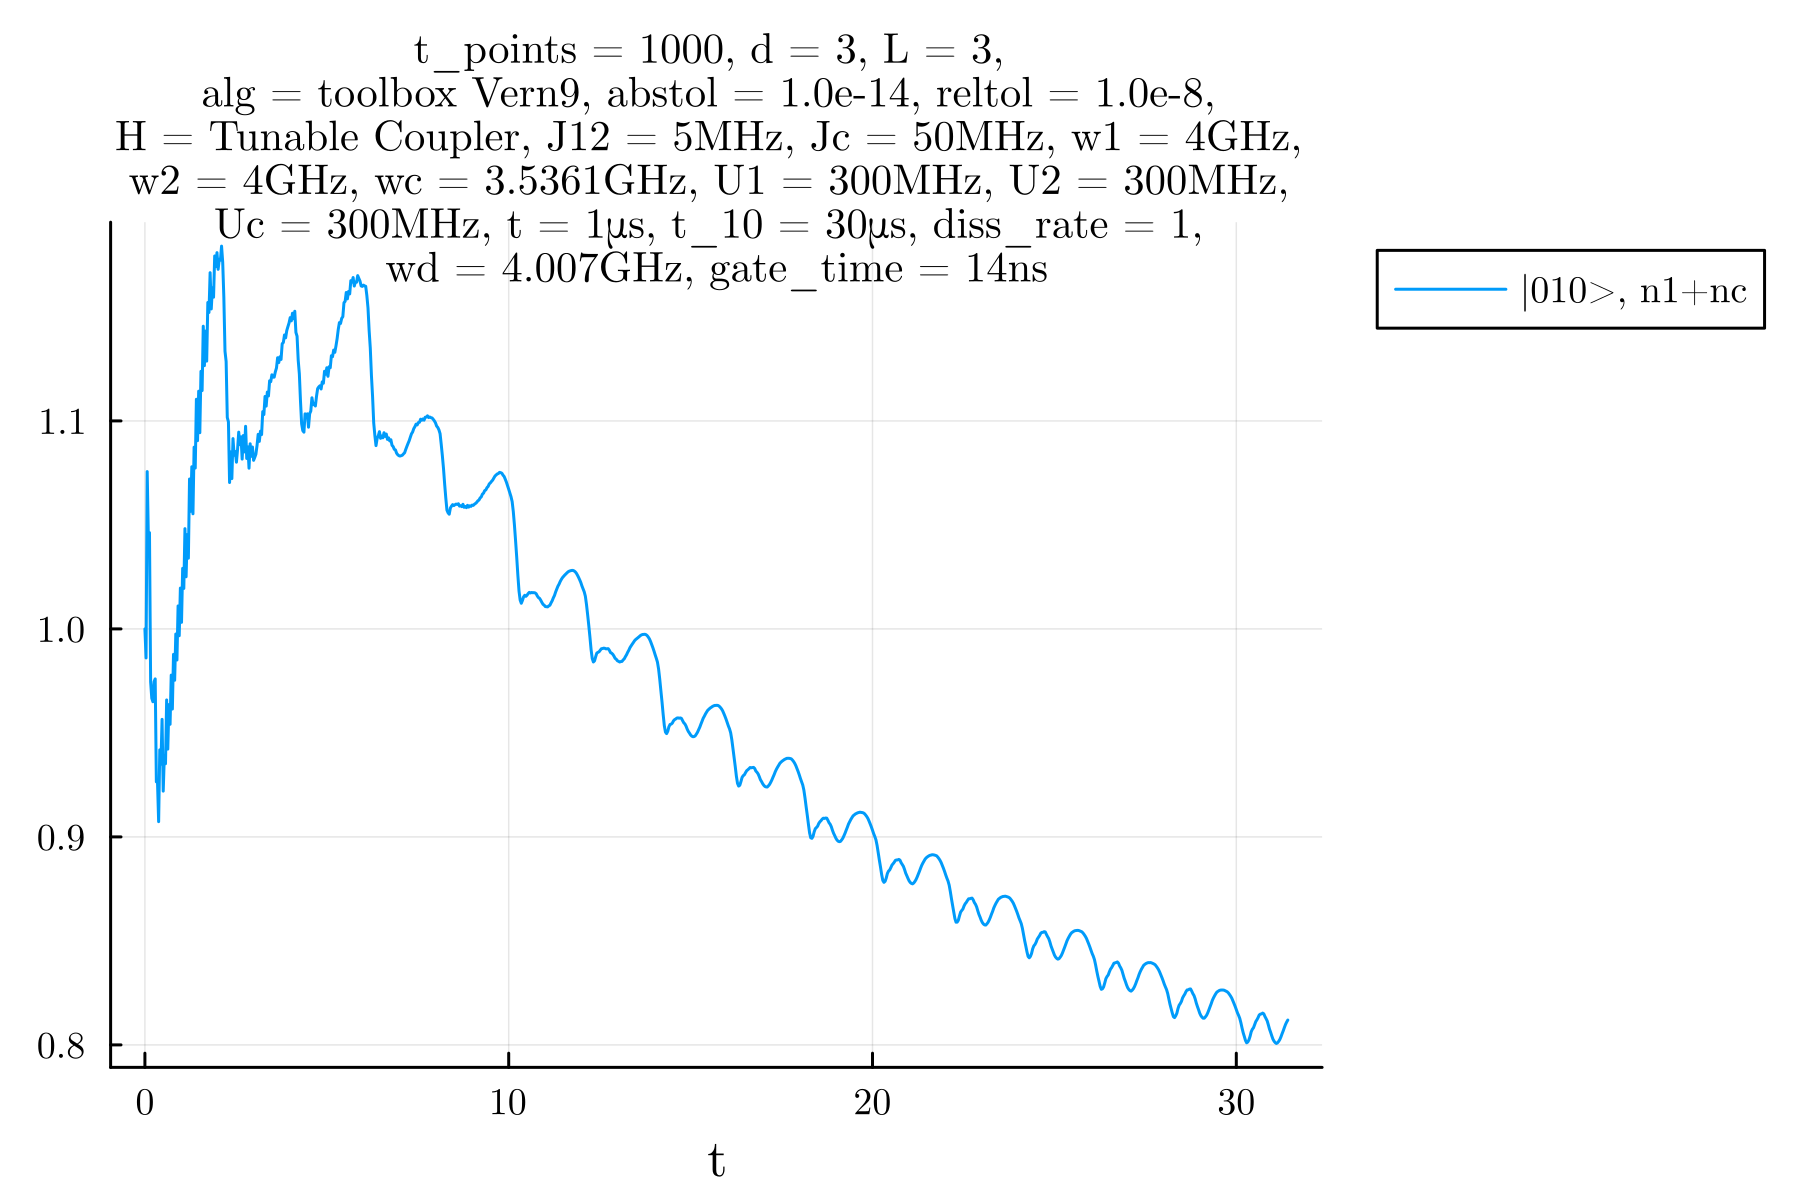 t_points = 1000, d = 3, L = 3,
alg = toolbox Vern9, abstol = 1.0e-14, reltol = 1.0e-8,
H = Tunable Coupler, J12 = 5MHz, Jc = 50MHz, w1 = 4GHz,
w2 = 4GHz, wc = 3.5361GHz, U1 = 300MHz, U2 = 300MHz,
Uc = 300MHz, t = 1μs, t_10 = 30μs, diss_rate = 1,
wd = 4.007GHz, gate_time = 14ns
|010>, n1+nc
1.1
1.0
0.9
0.8
0 10 20 30
t